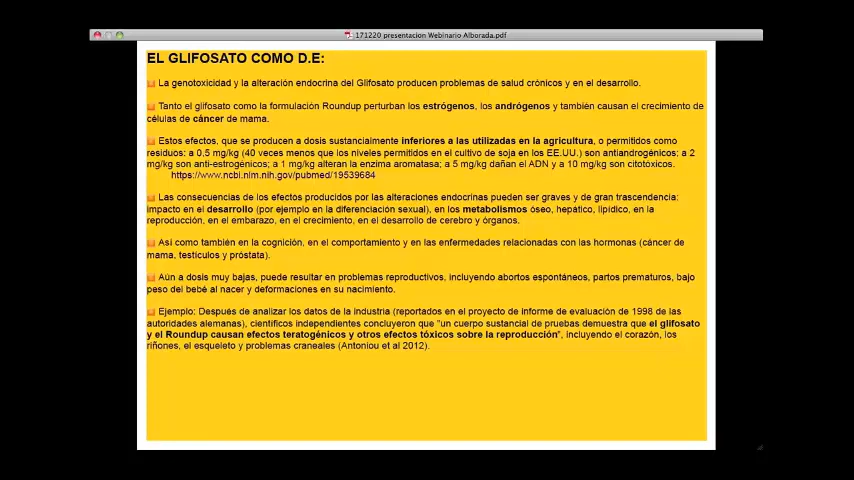 171220 presentacion Webinario Alborada.pdf
EL GLIFOSATO COMO D.E:
La genotoxicidad y la alteración endocrina del Glifosato producen problemas de salud crónicos y en el desarrollo.
Tanto el glifosato como la formulación Roundup perturban los estrógenos, los andrógenos y también causan el crecimiento de
células de cáncer de mama.
Estos efectos, que se producen a dosis sustancialmente inferiores a las utilizadas en la agricultura, o permitidos como
residuos: a 0,5 mg/kg (40 veces menos que los niveles permitidos en el cultivo de soja en los EE.UU.) son antiandrogénicos; a 2
mg/kg son anti-estrogénicos; a 1 mg/kg alteran la enzima aromatasa; a 5 mg/kg dañan el ADN y a 10 mg/kg son citotóxicos.
https://www.ncbi.nlm.nih.gov/pubmed/19539684
Las consecuencias de los efectos producidos por las alteraciones endocrinas pueden ser graves y de gran trascendencia:
impacto en el desarrollo (por ejemplo en la diferenciación sexual), en los metabolismos óseo, hepático, lipídico, en la
reproducción, en el embarazo, en el crecimiento, en el desarrollo de cerebro y órganos.
Así como también en la cognición, en el comportamiento y en las enfermedades relacionadas con las hormonas (cáncer de
mama, testículos y próstata).
Aún a dosis muy bajas, puede resultar en problemas reproductivos, incluyendo abortos espontáneos, partos prematuros, bajo
peso del bebé al nacer y deformaciones en su nacimiento.
Ejemplo: Después de analizar los datos de la industria (reportados en el proyecto de informe de evaluación de 1998 de las
autoridades alemanas), científicos independientes concluyeron que "un cuerpo sustancial de pruebas demuestra que el glifosato
y el Roundup causan efectos teratogénicos y otros efectos tóxicos sobre la reproducción", incluyendo el corazón, los
riñones, el esqueleto y problemas craneales (Antoniou et al 2012).